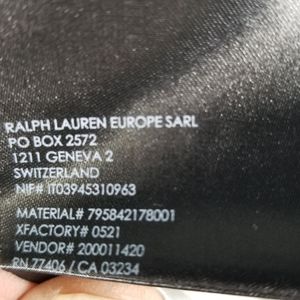 RALPH LAUREN EUROPE SARL
PO BOX 2572
1211 GENEVA 2
SWITZERLAND
NIF# IT03945310963
MATERIAL# 795842178001
XFACTORY# 0521
VENDOR# 200011420
RN 77406 / CA 03234